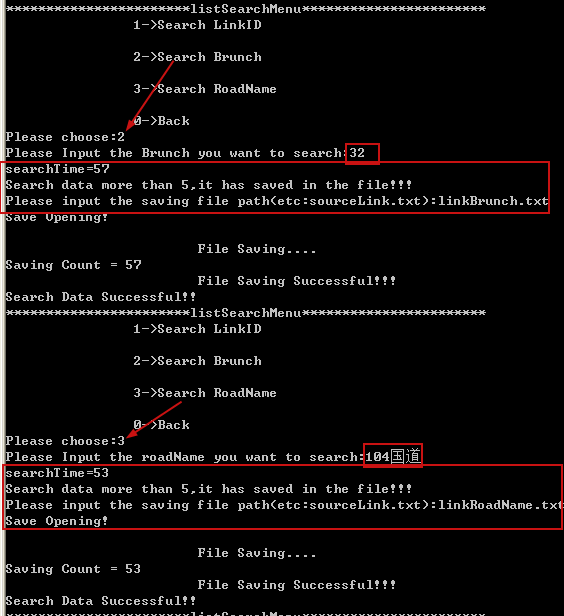 ***********************listSearchMenu***********************
1->Search LinkID
2->Search Brunch
3->Search RoadName
0->Back
Please choose:2
Please Input the Brunch you want to search:32
searchTime=57
Search data more than 5,it has saved in the file!!!
Please input the saving file path(etc:sourceLink.txt):linkBrunch.txt
Save Opening!
File Saving....
Saving Count = 57
File Saving Successful!!!
Search Data Successful!!
***********************listSearchMenu***********************
1->Search LinkID
2->Search Brunch
3->Search RoadName
0->Back
Please choose:3
Please Input the roadName you want to search:104国道
searchTime=53
Search data more than 5,it has saved in the file!!!
Please input the saving file path(etc:sourceLink.txt):linkRoadName.txt
Save Opening!
File Saving....
Saving Count = 53
File Saving Successful!!!
Search Data Successful!!
***********************listSearchMenu***********************